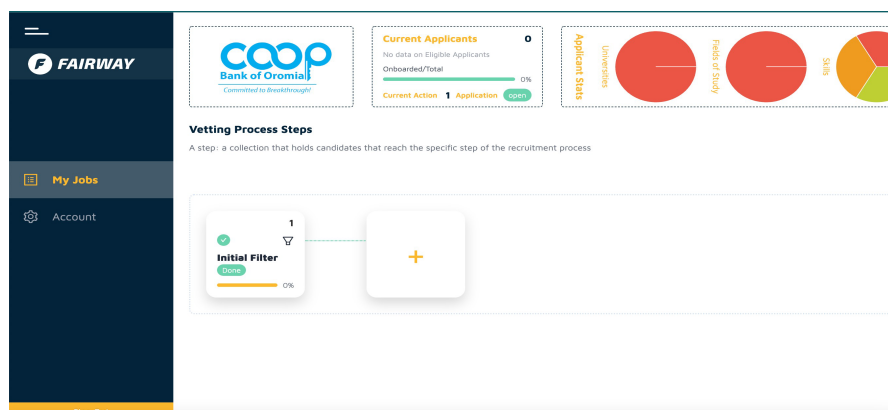 FAIRWAY
My Jobs
Account
COOP
Bank of Oromia
Committed to Breakthrough!
Current Applicants 0
No data on Eligible Applicants
Onboarded/Total
0%
Current Action 1 Application open
Applicant Stats
Universities
Fields of Study
Skills
Vetting Process Steps
A step: a collection that holds candidates that reach the specific step of the recruitment process
1
Initial Filter
Done
0%
+